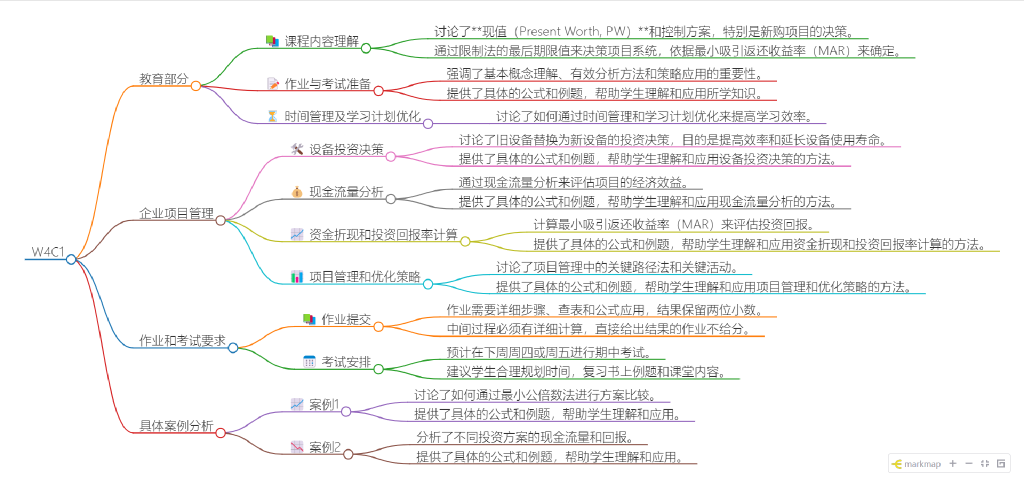 W4C1
教育部分
课程内容理解
讨论了**现值（Present Worth, PW）**和控制方案，特别是新购项目的决策。
通过限制法的最后期限值来决策项目系统，依据最小吸引返还收益率（MAR）来确定。
作业与考试准备
强调了基本概念理解、有效分析方法和策略应用的重要性。
提供了具体的公式和例题，帮助学生理解和应用所学知识。
时间管理及学习计划优化
讨论了如何通过时间管理和学习计划优化来提高学习效率。
企业项目管理
设备投资决策
讨论了旧设备替换为新设备的投资决策，目的是提高效率和延长设备使用寿命。
提供了具体的公式和例题，帮助学生理解和应用设备投资决策的方法。
现金流量分析
通过现金流量分析来评估项目的经济效益。
提供了具体的公式和例题，帮助学生理解和应用现金流量分析的方法。
资金折现和投资回报率计算
计算最小吸引返还收益率（MAR）来评估投资回报。
提供了具体的公式和例题，帮助学生理解和应用资金折现和投资回报率计算的方法。
项目管理和优化策略
讨论了项目管理中的关键路径法和关键活动。
提供了具体的公式和例题，帮助学生理解和应用项目管理和优化策略的方法。
作业和考试要求
作业提交
作业需要详细步骤、查表和公式应用，结果保留两位小数。
中间过程必须有详细计算，直接给出结果的作业不给分。
考试安排
预计在下周周四或周五进行期中考试。
建议学生合理规划时间，复习书上例题和课堂内容。
具体案例分析
案例1
讨论了如何通过最小公倍数法进行方案比较。
提供了具体的公式和例题，帮助学生理解和应用。
案例2
分析了不同投资方案的现金流量和回报。
提供了具体的公式和例题，帮助学生理解和应用。
markmap